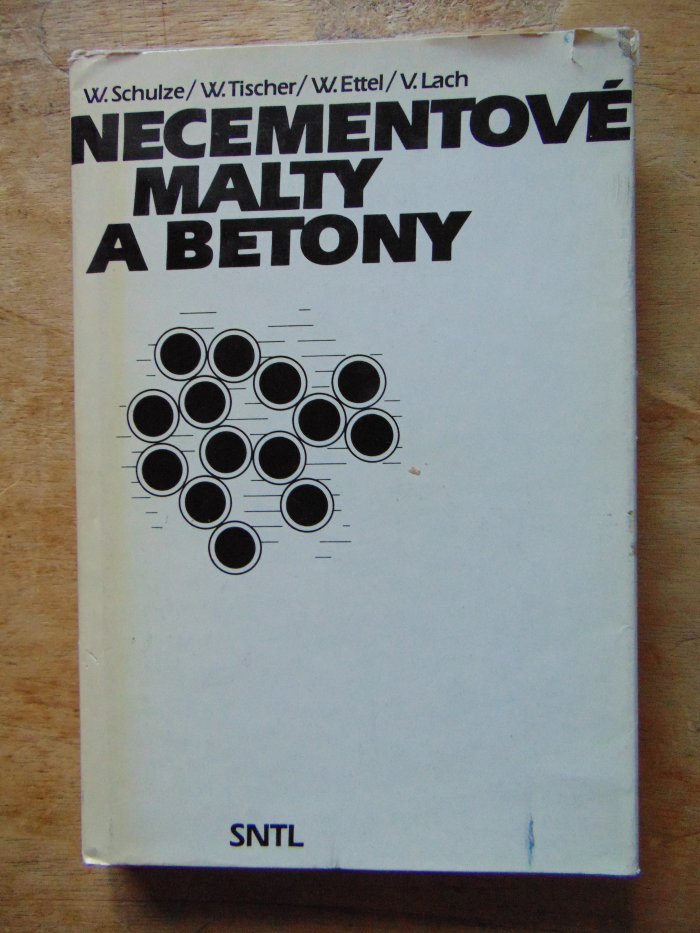 W. Schulze/W. Tischer/W. Ettel/V. Lach
NECEMENTOVÉ
MALTY
A BETONY
SNTL